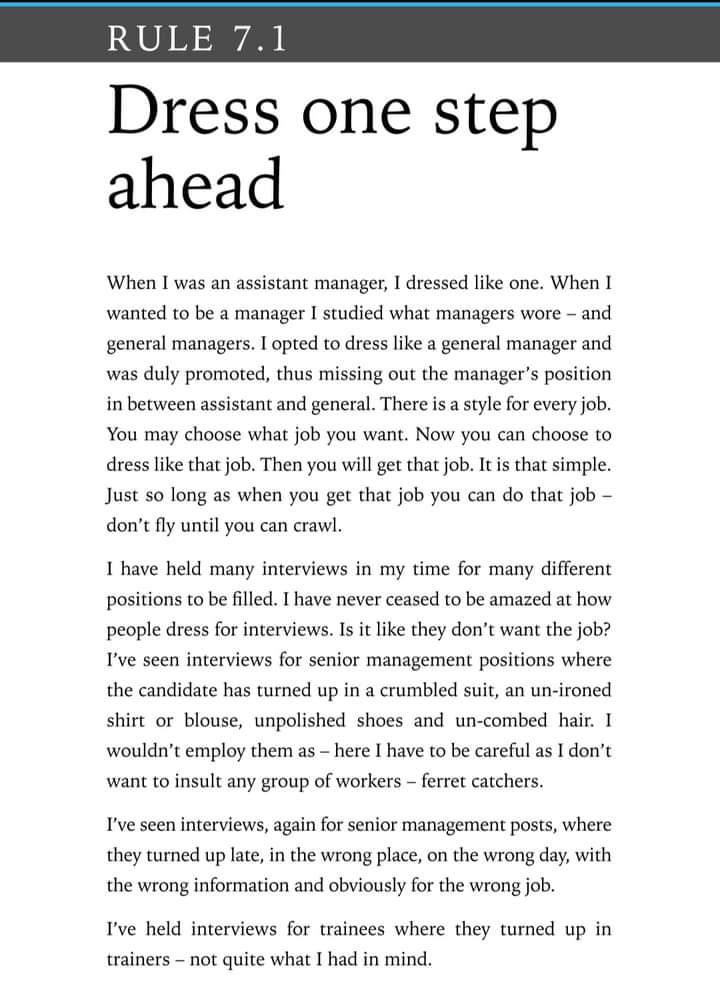 RULE 7.1
Dress one step
ahead
When I was an assistant manager, I dressed like one. When I
wanted to be a manager I studied what managers wore – and
general managers. I opted to dress like a general manager and
was duly promoted, thus missing out the manager’s position
in between assistant and general. There is a style for every job.
You may choose what job you want. Now you can choose to
dress like that job. Then you will get that job. It is that simple.
Just so long as when you get that job you can do that job –
don’t fly until you can crawl.
I have held many interviews in my time for many different
positions to be filled. I have never ceased to be amazed at how
people dress for interviews. Is it like they don’t want the job?
I’ve seen interviews for senior management positions where
the candidate has turned up in a crumbled suit, an un-ironed
shirt or blouse, unpolished shoes and un-combed hair. I
wouldn’t employ them as – here I have to be careful as I don’t
want to insult any group of workers – ferret catchers.
I’ve seen interviews, again for senior management posts, where
they turned up late, in the wrong place, on the wrong day, with
the wrong information and obviously for the wrong job.
I’ve held interviews for trainees where they turned up in
trainers – not quite what I had in mind.